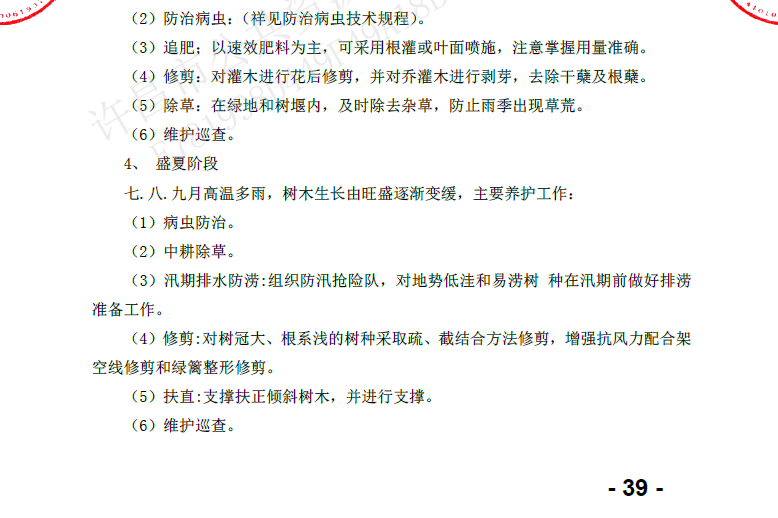 （2）防治病虫：（祥见防治病虫技术规程）。
（3）追肥；以速效肥料为主，可采用根灌或叶面喷施，注意掌握用量准确。
（4）修剪：对灌木进行花后修剪，并对乔灌木进行剥芽，去除干蘖及根蘖。
（5）除草：在绿地和树堰内，及时除去杂草，防止雨季出现草荒。
（6）维护巡查。
4、 盛夏阶段
七.八.九月高温多雨，树木生长由旺盛逐渐变缓，主要养护工作：
（1）病虫防治。
（2）中耕除草。
（3）汛期排水防涝:组织防汛抢险队，对地势低洼和易涝树 种在汛期前做好排涝
准备工作。
（4）修剪:对树冠大、根系浅的树种采取疏、截结合方法修剪，增强抗风力配合架
空线修剪和绿篱整形修剪。
（5）扶直:支撑扶正倾斜树木，并进行支撑。
（6）维护巡查。
- 39 -